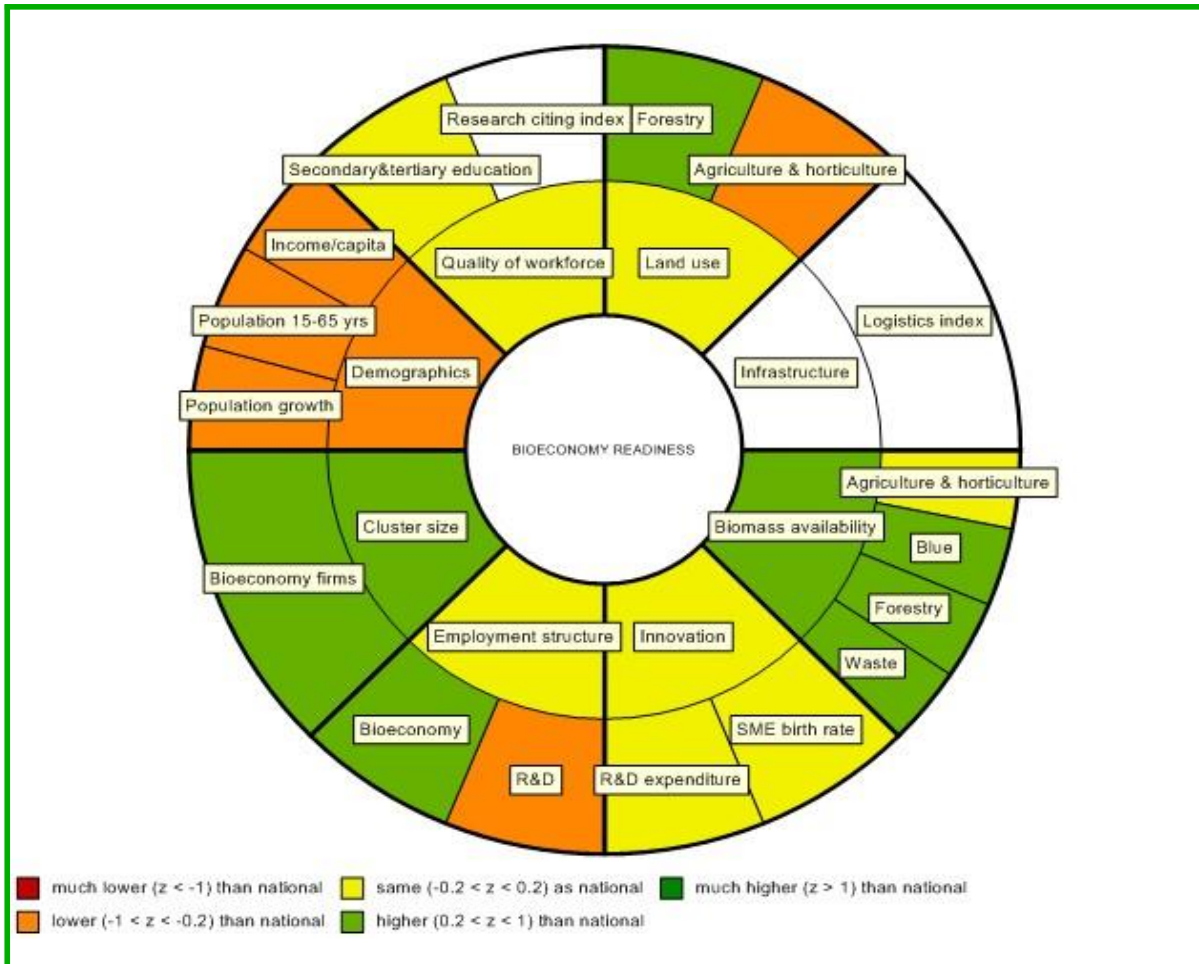 Research citing index
Forestry
Secondary&tertiary education
Agriculture & horticulture
Income/capita
Quality of workforce
Land use
Population 15-65 yrs
Logistics index
Demographics
Infrastructure
Population growth
BIOECONOMY READINESS
Agriculture & horticulture
Cluster size
Biomass availability
Blue
Bioeconomy firms
Forestry
Employment structure
Innovation
Waste
Bioeconomy
SME birth rate
R&D
R&D expenditure
much lower (z < -1) than national
same (-0.2 < z < 0.2) as national
much higher (z > 1) than national
lower (-1 < z < -0.2) than national
higher (0.2 < z < 1) than national